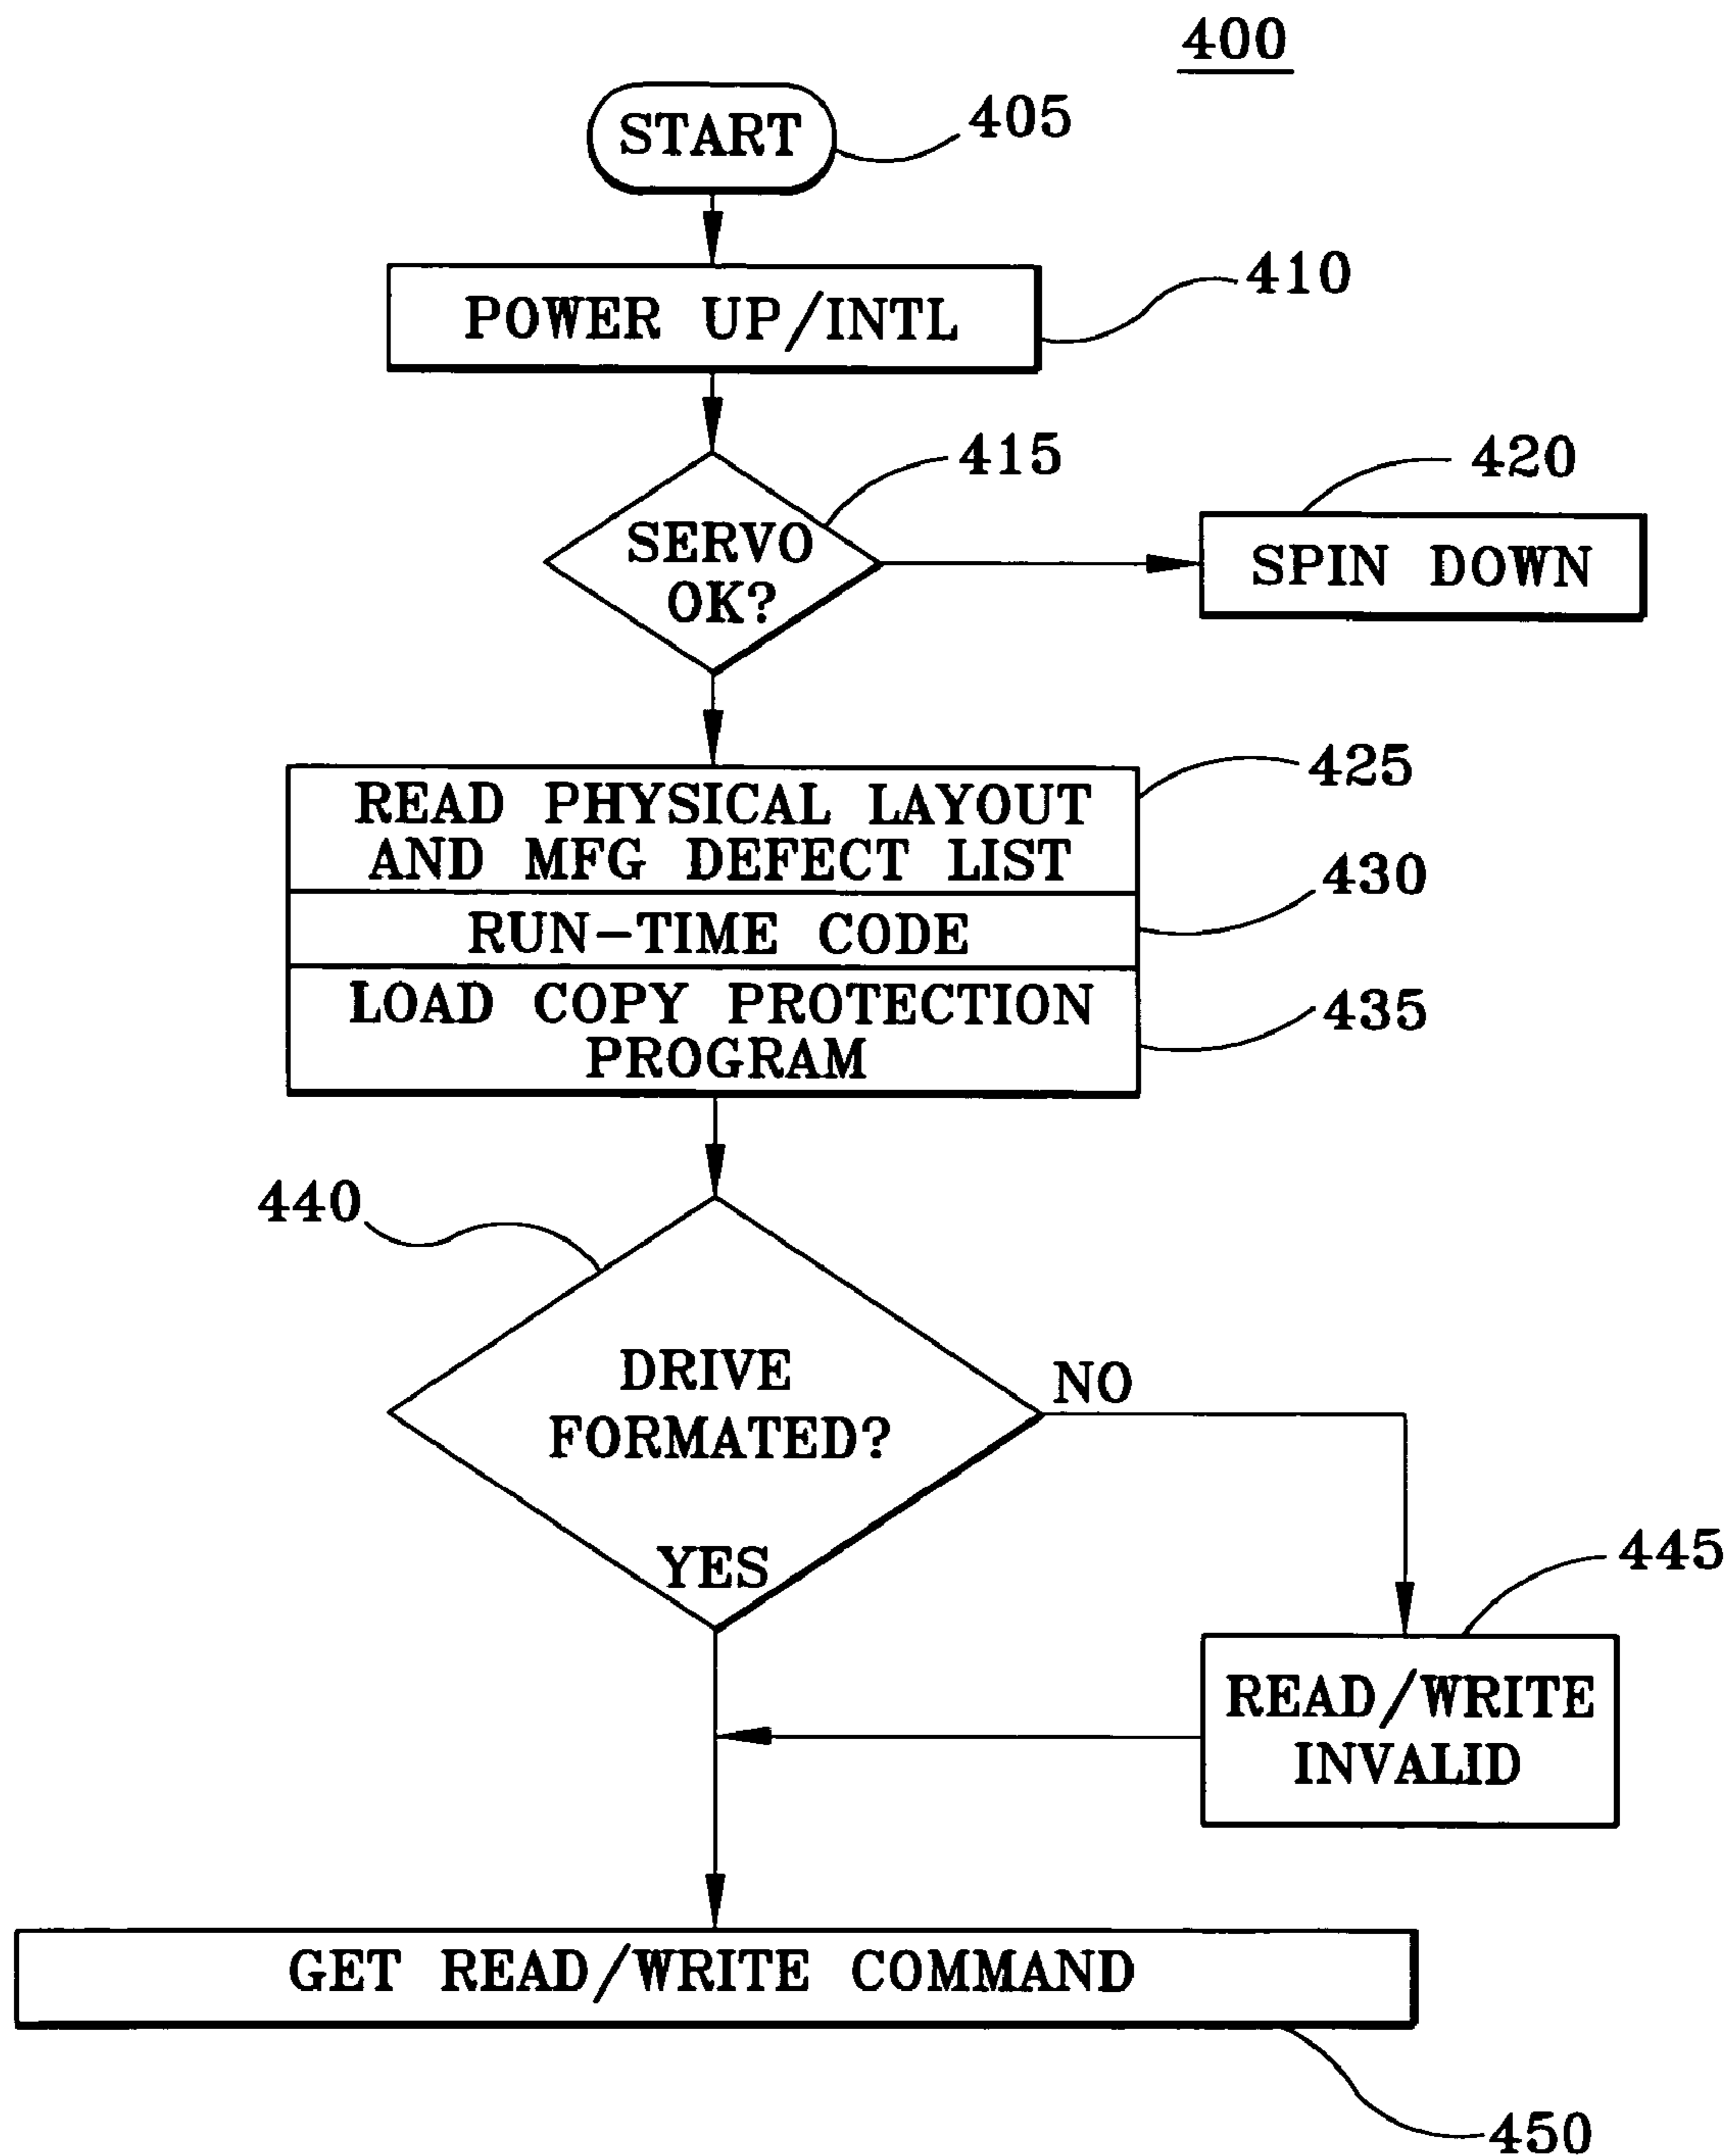 400
START
405
POWER UP/INTL
410
SERVO
OK?
415
420
SPIN DOWN
READ PHYSICAL LAYOUT
AND MFG DEFECT LIST
425
RUN-TIME CODE
430
LOAD COPY PROTECTION
PROGRAM
435
440
DRIVE
FORMATED?
NO
YES
445
READ/WRITE
INVALID
GET READ/WRITE COMMAND
450